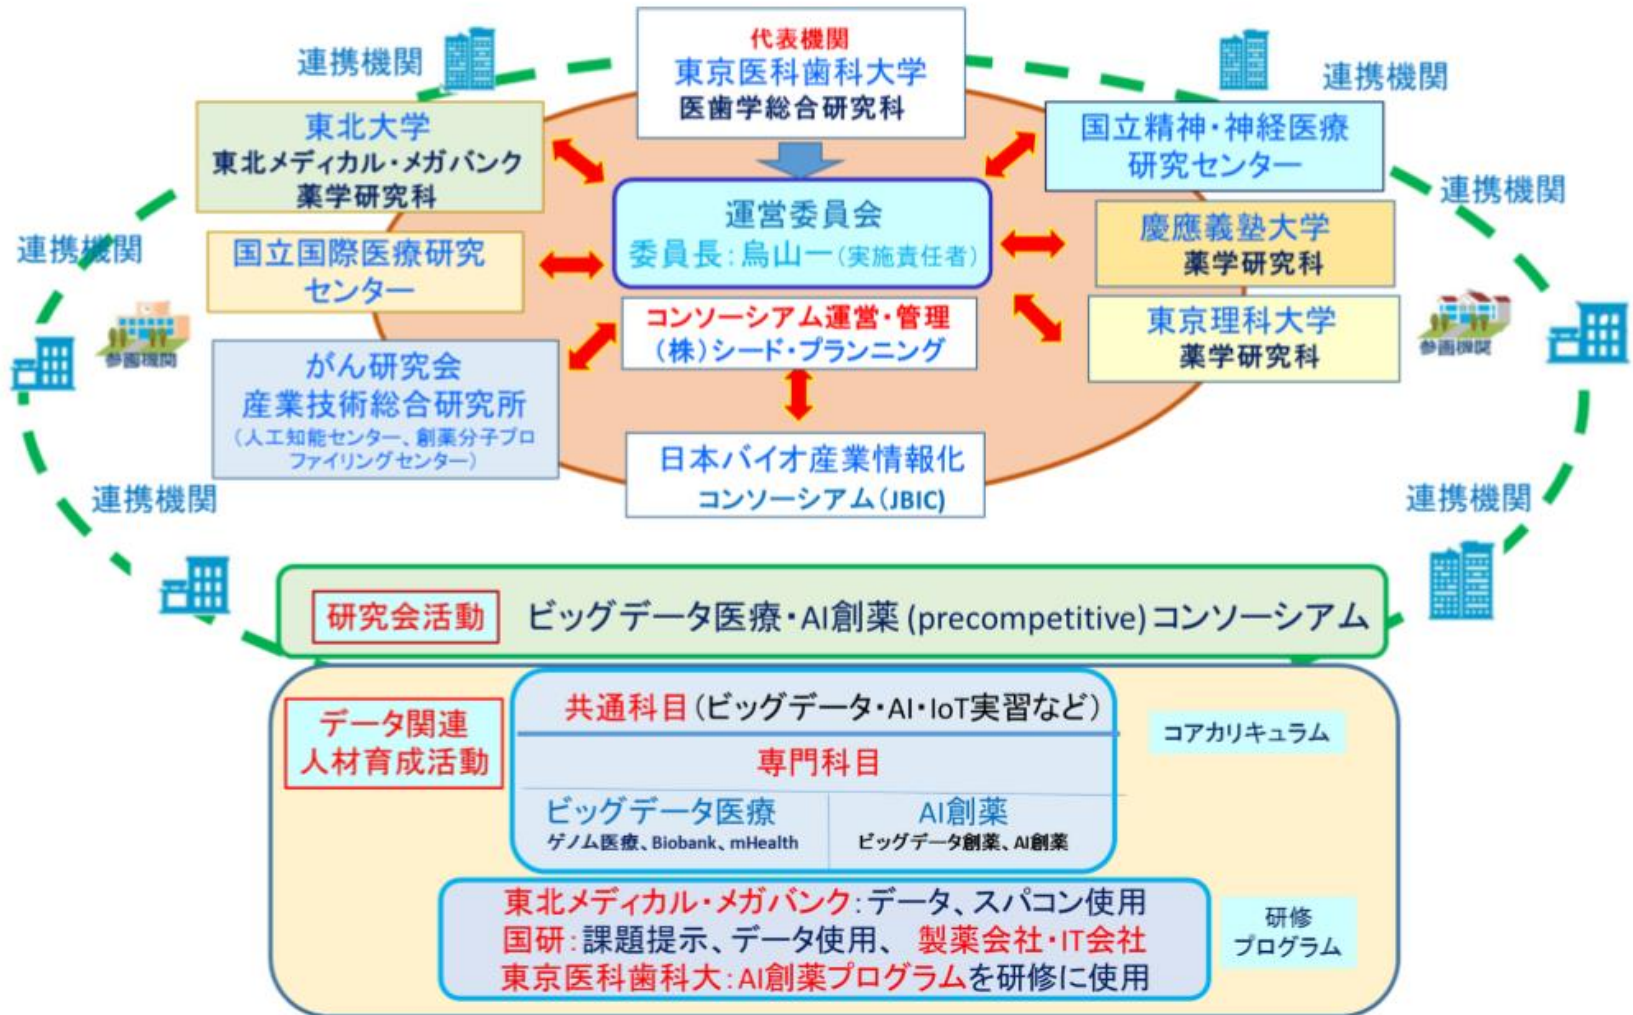 代表機関
東京医科歯科大学
医歯学総合研究科
連携機関
連携機関
東北大学
東北メディカル・メガバンク
薬学研究科
国立精神・神経医療
研究センター
連携機関
連携機関
運営委員会
委員長：烏山一（実施責任者）
国立国際医療研究
センター
慶應義塾大学
薬学研究科
コンソーシアム運営・管理
（株）シード・プランニング
東京理科大学
薬学研究科
参画機関
参画機関
がん研究会
産業技術総合研究所
（人工知能センター、創薬分子プロ
ファイリングセンター）
日本バイオ産業情報化
コンソーシアム（JBIC)
連携機関
連携機関
研究会活動
ビッグデータ医療・AI創薬 (precompetitive) コンソーシアム
データ関連
人材育成活動
共通科目（ビッグデータ・AI・IoT実習など）
専門科目
ビッグデータ医療
ゲノム医療、Biobank、mHealth
AI創薬
ビッグデータ創薬、AI創薬
コアカリキュラム
東北メディカル・メガバンク：データ、スパコン使用
国研：課題提示、データ使用、 製薬会社・IT会社
東京医科歯科大：AI創薬プログラムを研修に使用
研修
プログラム